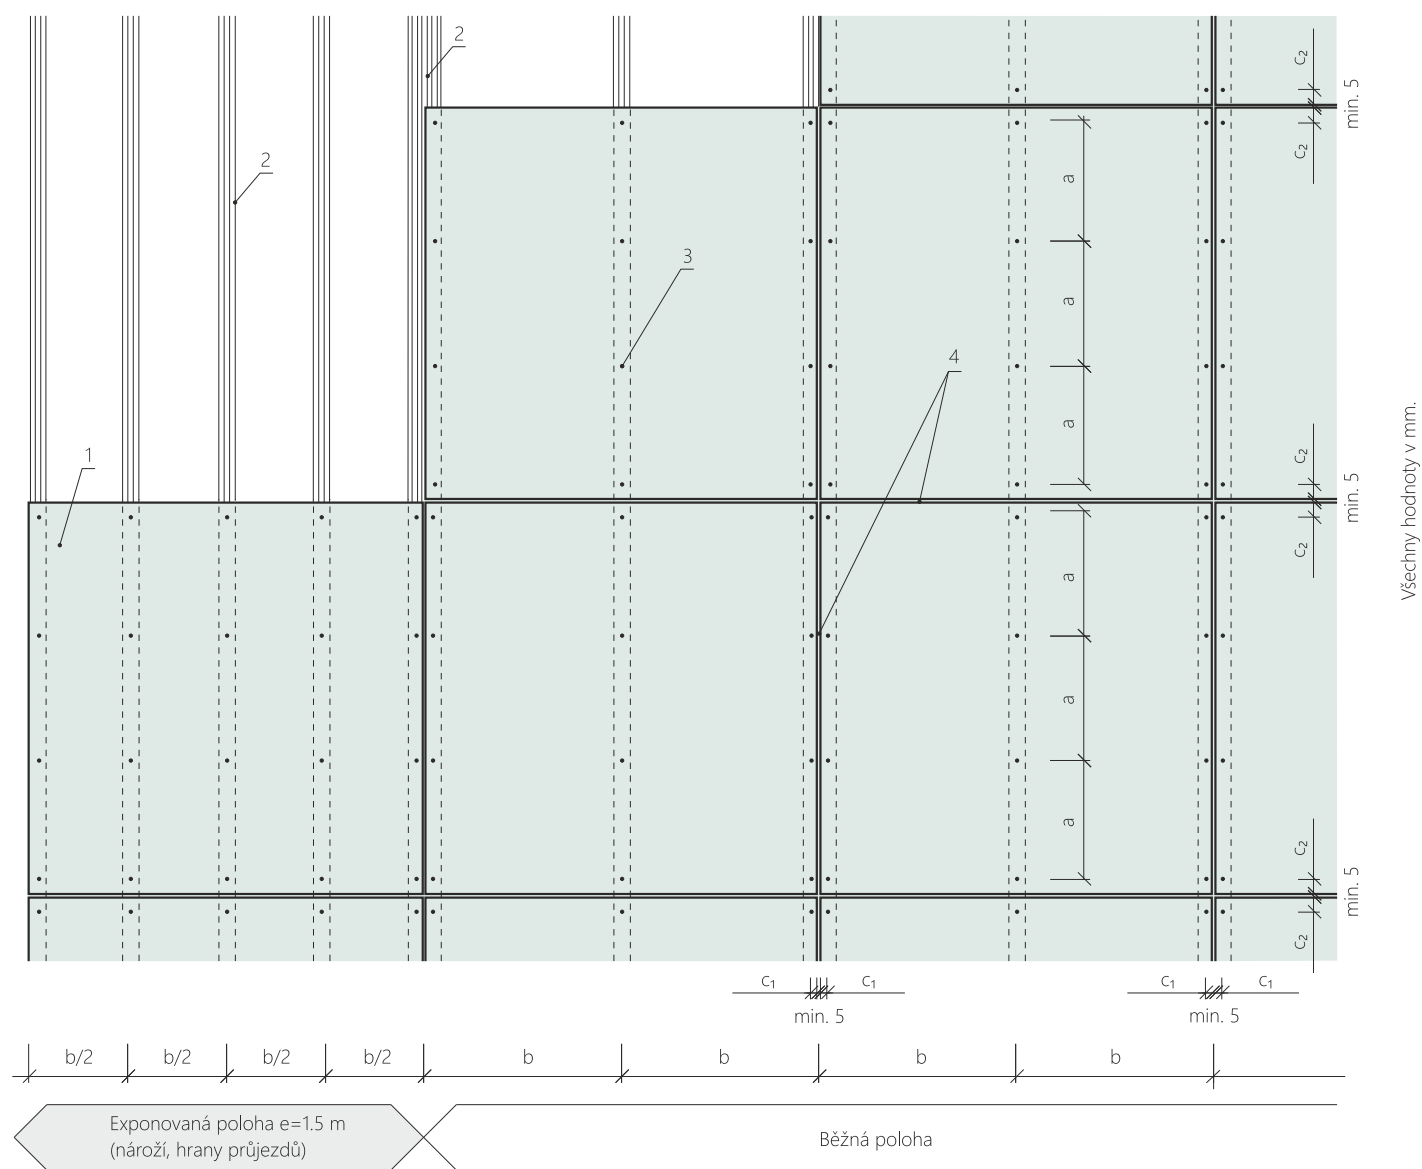 2
2
C₂
min. 5
C₂
a
3
a
4
a
1
C₂
min. 5
C₂
a
a
a
C₂
min. 5
C₂
Všechny hodnoty v mm.
C₁
C₁
C₁
C₁
min. 5
min. 5
b/2
b/2
b/2
b/2
b
b
b
b
Exponovaná poloha e=1.5 m
(nároží, hrany průjezdů)
Běžná poloha